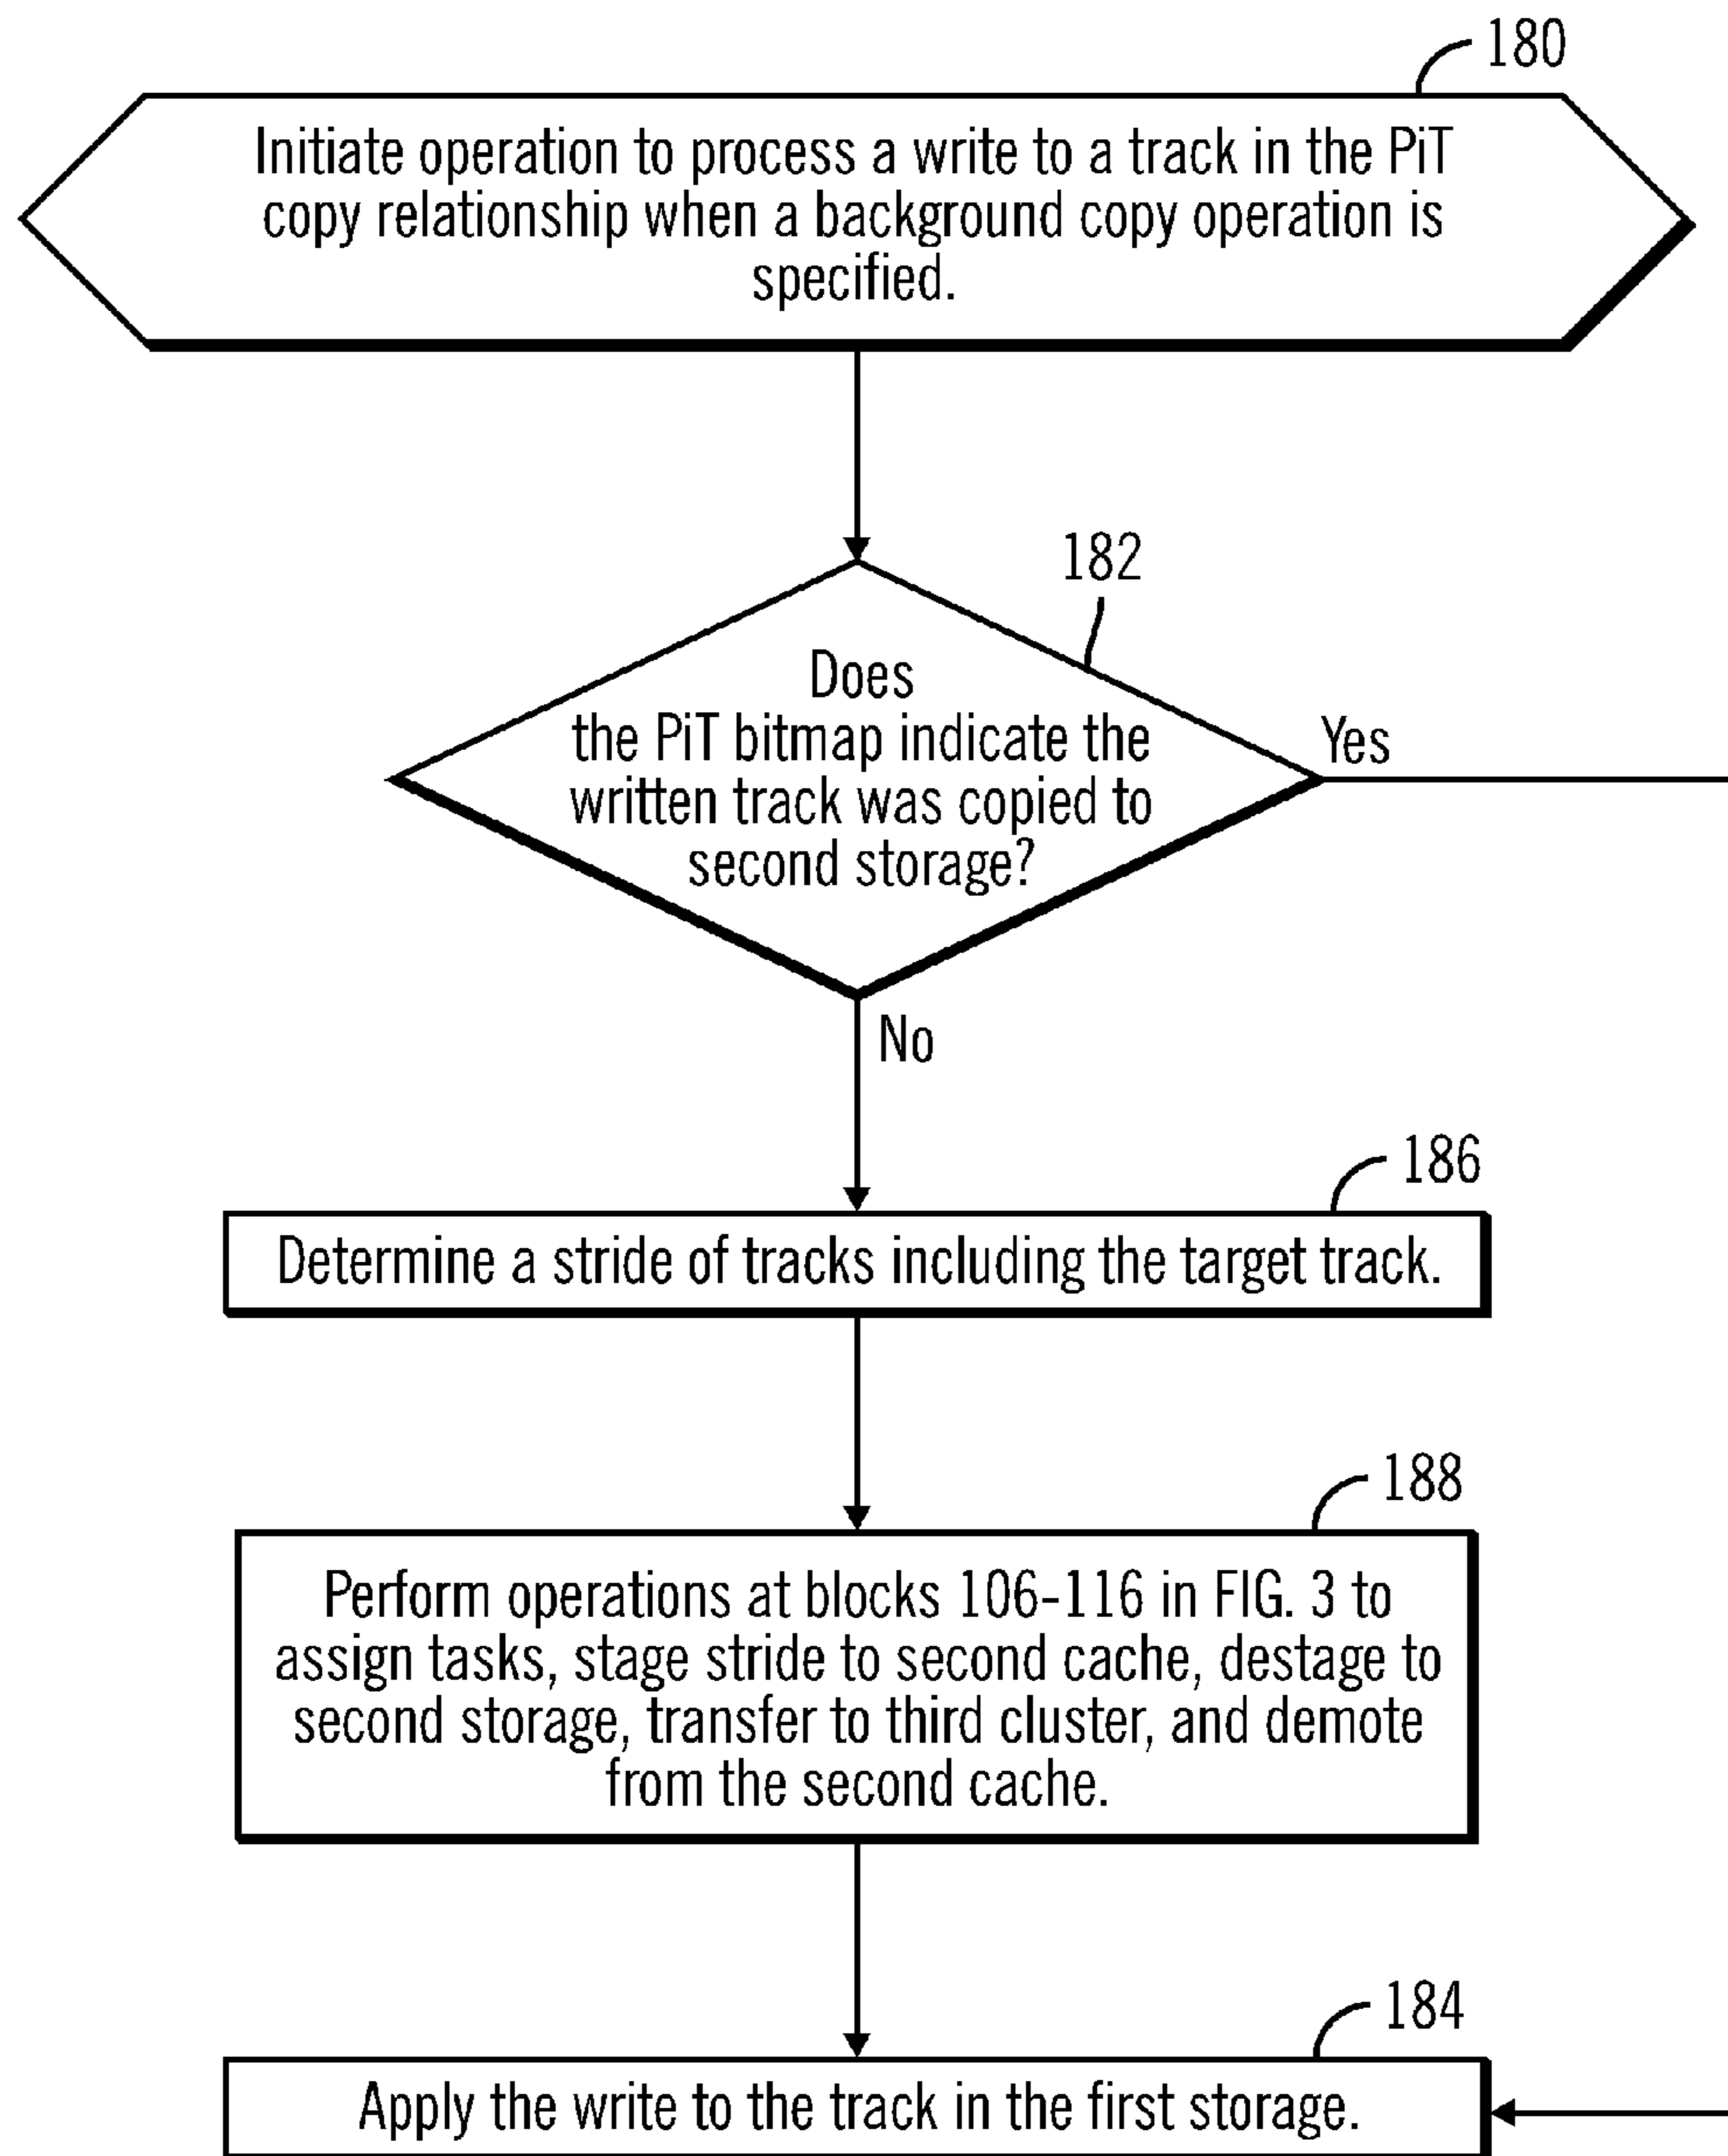 180
Initiate operation to process a write to a track in the PiT
copy relationship when a background copy operation is
specified.
182
Does
the PiT bitmap indicate the
written track was copied to
second storage?
Yes
No
186
Determine a stride of tracks including the target track.
188
Perform operations at blocks 106-116 in FIG. 3 to
assign tasks, stage stride to second cache, destage to
second storage, transfer to third cluster, and demote
from the second cache.
184
Apply the write to the track in the first storage.